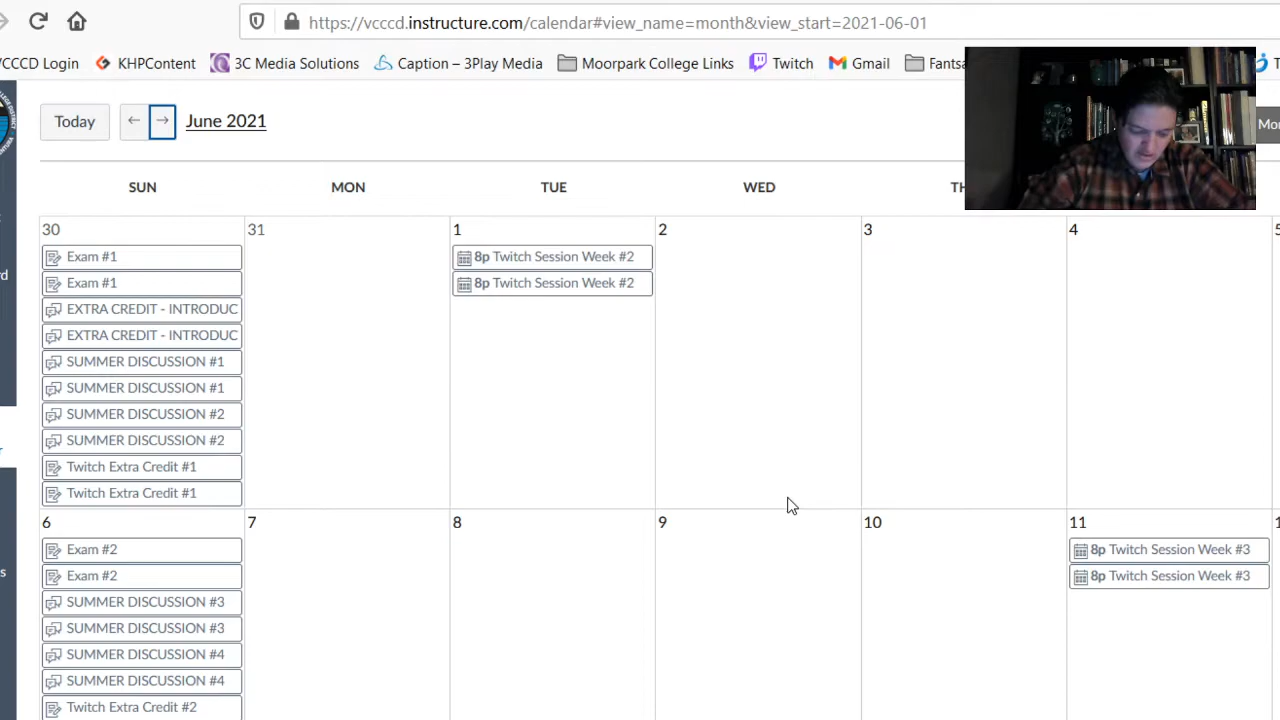 https://vcccd.instructure.com/calendar#view_name=month&view_start=2021-06-01
VCCCD Login KHPContent 3C Media Solutions Caption – 3Play Media Moorpark College Links Twitch Gmail
Today ← → June 2021
SUN MON TUE WED
30 31 1 2 3 4
Exam #1 8p Twitch Session Week #2
Exam #1 8p Twitch Session Week #2
EXTRA CREDIT - INTRODUC
EXTRA CREDIT - INTRODUC
SUMMER DISCUSSION #1
SUMMER DISCUSSION #1
SUMMER DISCUSSION #2
SUMMER DISCUSSION #2
Twitch Extra Credit #1
Twitch Extra Credit #1
6 7 8 9 10 11
Exam #2 8p Twitch Session Week #3
Exam #2 8p Twitch Session Week #3
SUMMER DISCUSSION #3
SUMMER DISCUSSION #3
SUMMER DISCUSSION #4
SUMMER DISCUSSION #4
Twitch Extra Credit #2